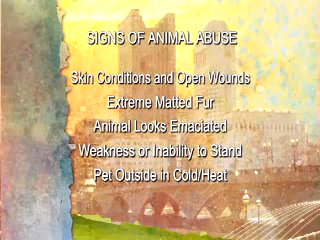 SIGNS OF ANIMAL ABUSE
Skin Conditions and Open Wounds
Extreme Matted Fur
Animal Looks Emaciated
Weakness or Inability to Stand
Pet Outside in Cold/Heat